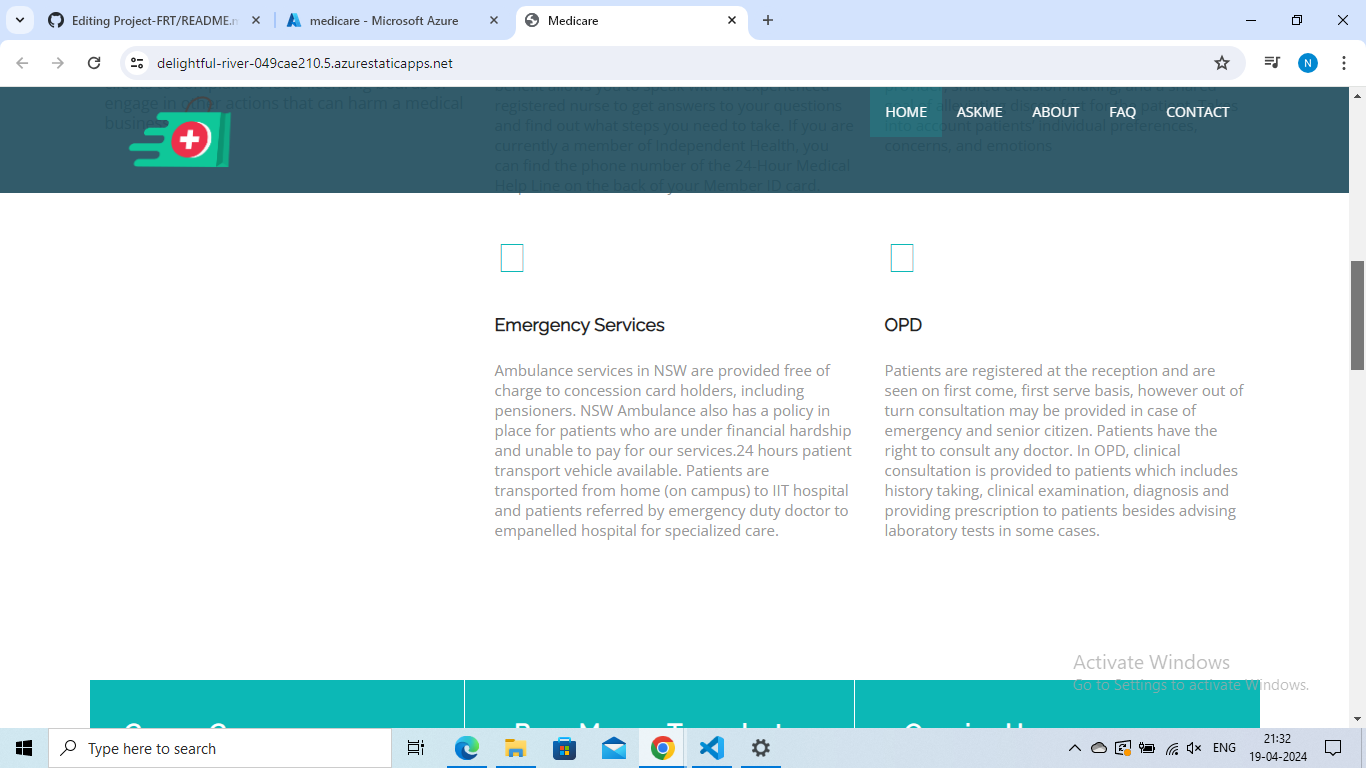 Editing Project-FRT/README.m
medicare - Microsoft Azure
Medicare
delightful-river-049cae210.5.azurestaticapps.net
N
engage in other actions that can harm a medical
HOME
ASKME
ABOUT
FAQ
CONTACT
registered nurse to get answers to your questions
and find out what steps you need to take. If you are
currently a member of Independent Health, you
can find the phone number of the 24-Hour Medical
Help Line on the back of your Member ID card
into account patients' individual preferences,
concerns, and emotions
Emergency Services
Ambulance services in NSW are provided free of
charge to concession card holders, including
pensioners. NSW Ambulance also has a policy in
place for patients who are under financial hardship
and unable to pay for our services.24 hours patient
transport vehicle available. Patients are
transported from home (on campus) to IIT hospital
and patients referred by emergency duty doctor to
empanelled hospital for specialized care.
OPD
Patients are registered at the reception and are
seen on first come, first serve basis, however out of
turn consultation may be provided in case of
emergency and senior citizen. Patients have the
right to consult any doctor. In OPD, clinical
consultation is provided to patients which includes
history taking, clinical examination, diagnosis and
providing prescription to patients besides advising
laboratory tests in some cases.
Activate Windows
Go to Settings to activate Windows.
Type here to search
ENG
21:32
19-04-2024